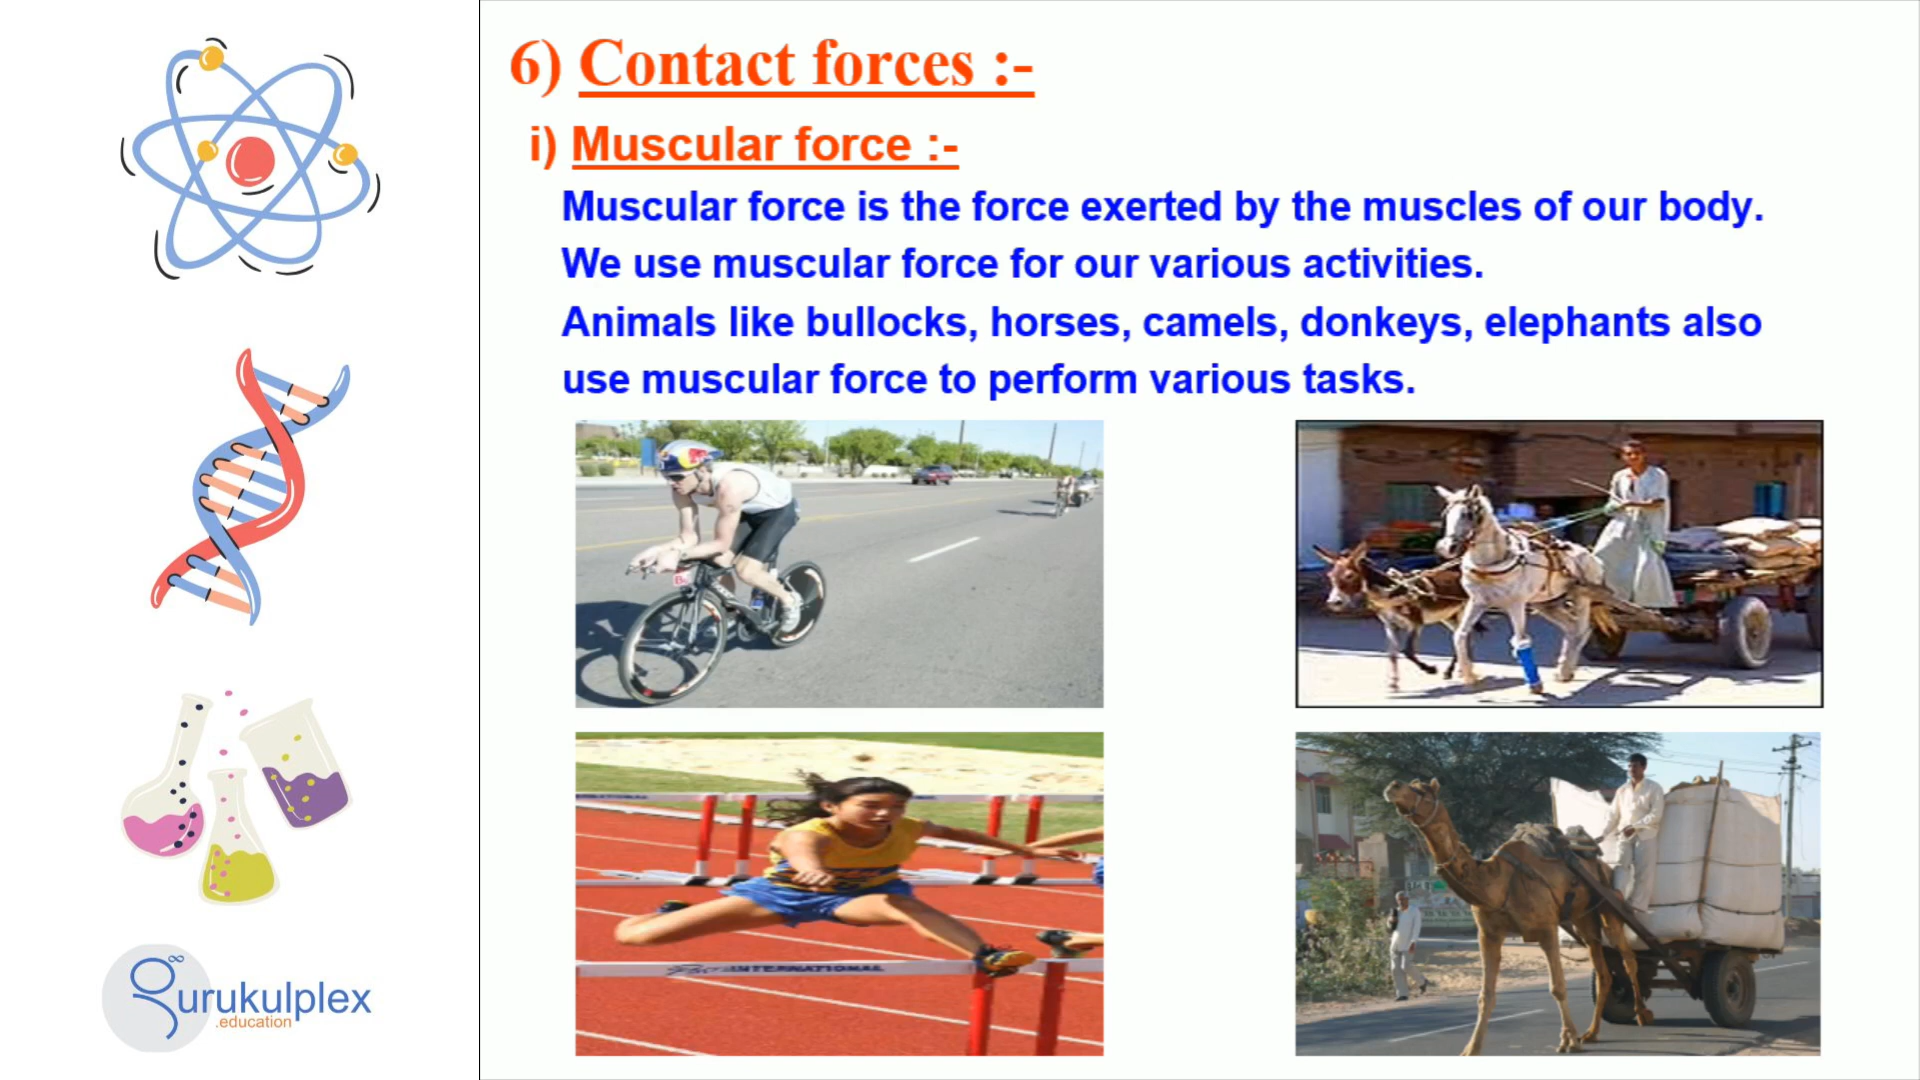 6) Contact forces :-
i) Muscular force :-
Muscular force is the force exerted by the muscles of our body.
We use muscular force for our various activities.
Animals like bullocks, horses, camels, donkeys, elephants also
use muscular force to perform various tasks.
INTERNATIONAL
gurukulplex
.education